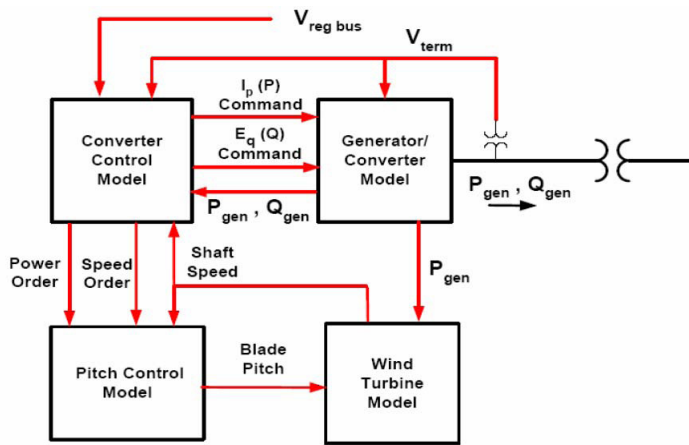 V reg bus
V term
I p (P)
Command
E q (Q)
Command
P gen , Q gen
Converter
Control
Model
Generator/
Converter
Model
P gen , Q gen
Power
Order
Speed
Order
Shaft
Speed
P gen
Pitch Control
Model
Blade
Pitch
Wind
Turbine
Model